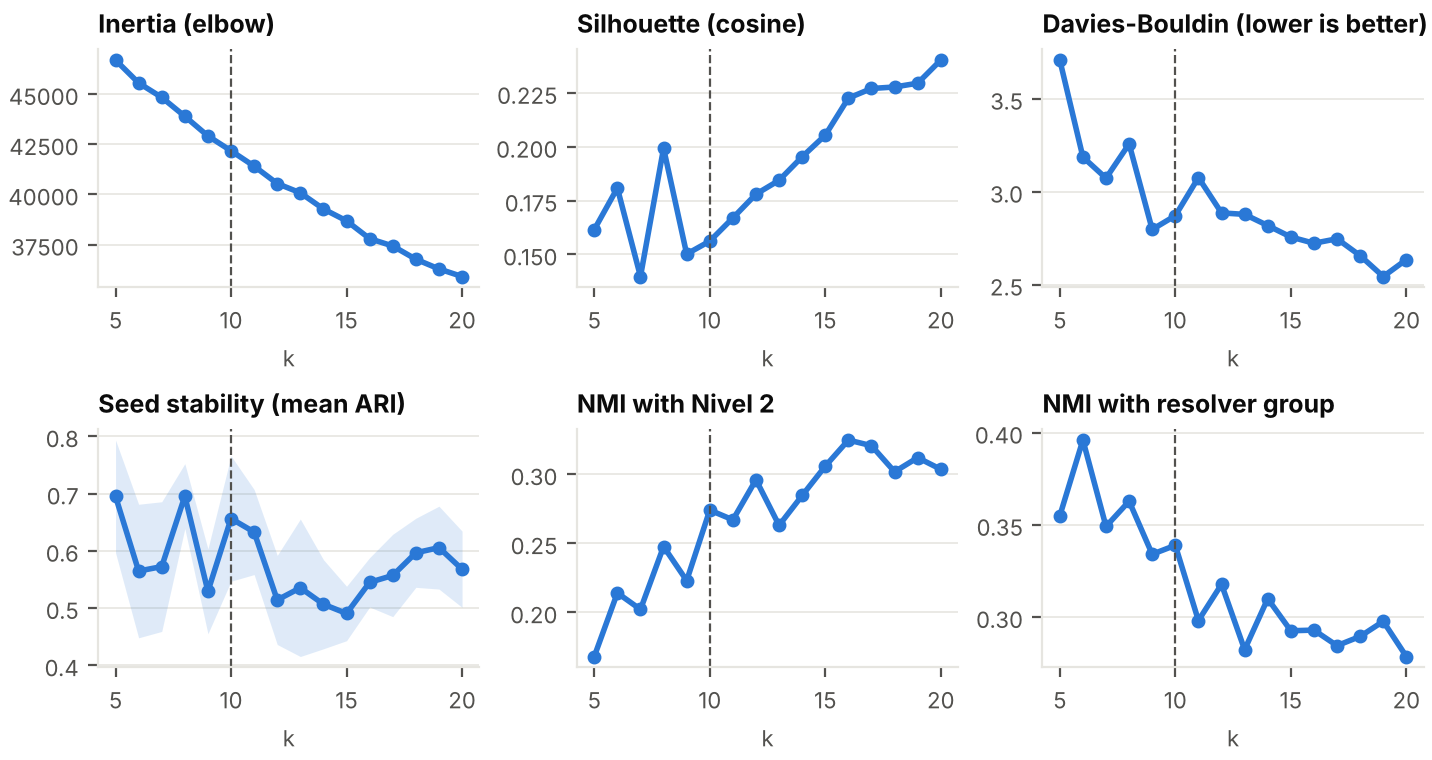 Inertia (elbow)
45000
42500
40000
37500
5 10 15 20
k
Silhouette (cosine)
0.225
0.200
0.175
0.150
5 10 15 20
k
Davies-Bouldin (lower is better)
3.5
3.0
2.5
5 10 15 20
k
Seed stability (mean ARI)
0.8
0.7
0.6
0.5
0.4
5 10 15 20
k
NMI with Nivel 2
0.30
0.25
0.20
5 10 15 20
k
NMI with resolver group
0.40
0.35
0.30
5 10 15 20
k